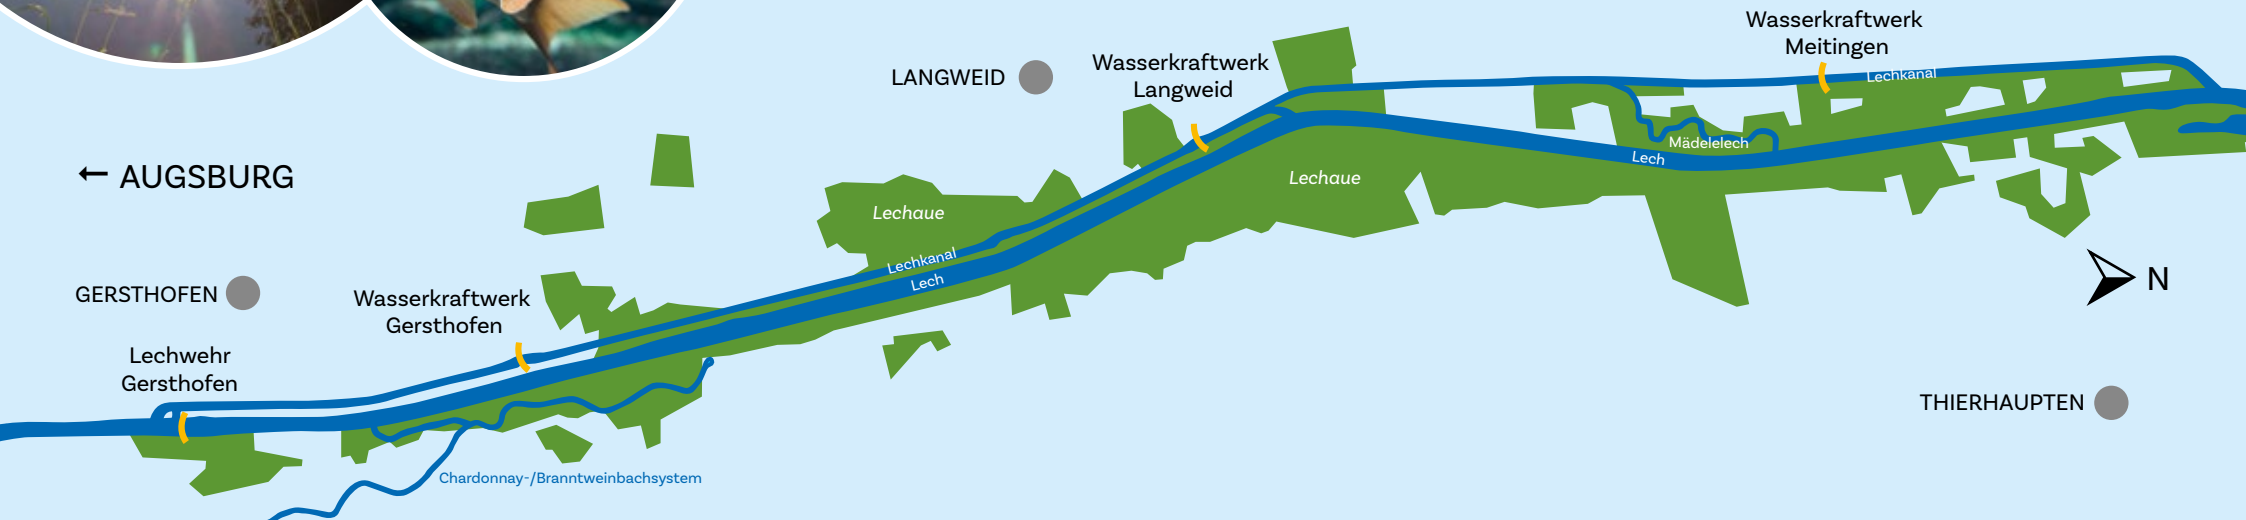 Wasserkraftwerk
Meitingen
Wasserkraftwerk
Langweid
LANGWEID
Lechkanal
Mädelelech
Lech
Lechaue
AUGSBURG
Lechaue
Lechkanal
Lech
N
GERSTHOFEN
Wasserkraftwerk
Gersthofen
Lechwehr
Gersthofen
THIERHAUPTEN
Chardonnay-/Branntweinbachsystem